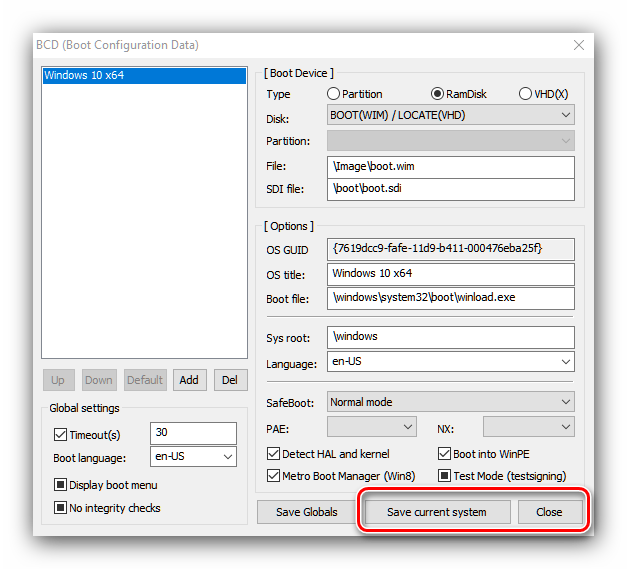 BCD (Boot Configuration Data)
Windows 10 x64
Up
Down
Default
Add
Del
Global settings
Timeout(s)
30
Boot language:
en-US
Display boot menu
No integrity checks
[ Boot Device ]
Type
Partition
RamDisk
VHD(X)
Disk:
BOOT(WIM) / LOCATE(VHD)
Partition:
File:
\Image\boot.wim
SDI file:
\boot\boot.sdi
[ Options ]
OS GUID
{7619dcc9-fafe-11d9-b411-000476eba25f}
OS title:
Windows 10 x64
Boot file:
\windows\system32\boot\winload.exe
Sys root:
\windows
Language:
en-US
SafeBoot:
Normal mode
PAE:
NX:
Detect HAL and kernel
Boot into WinPE
Metro Boot Manager (Win8)
Test Mode (testsigning)
Save Globals
Save current system
Close